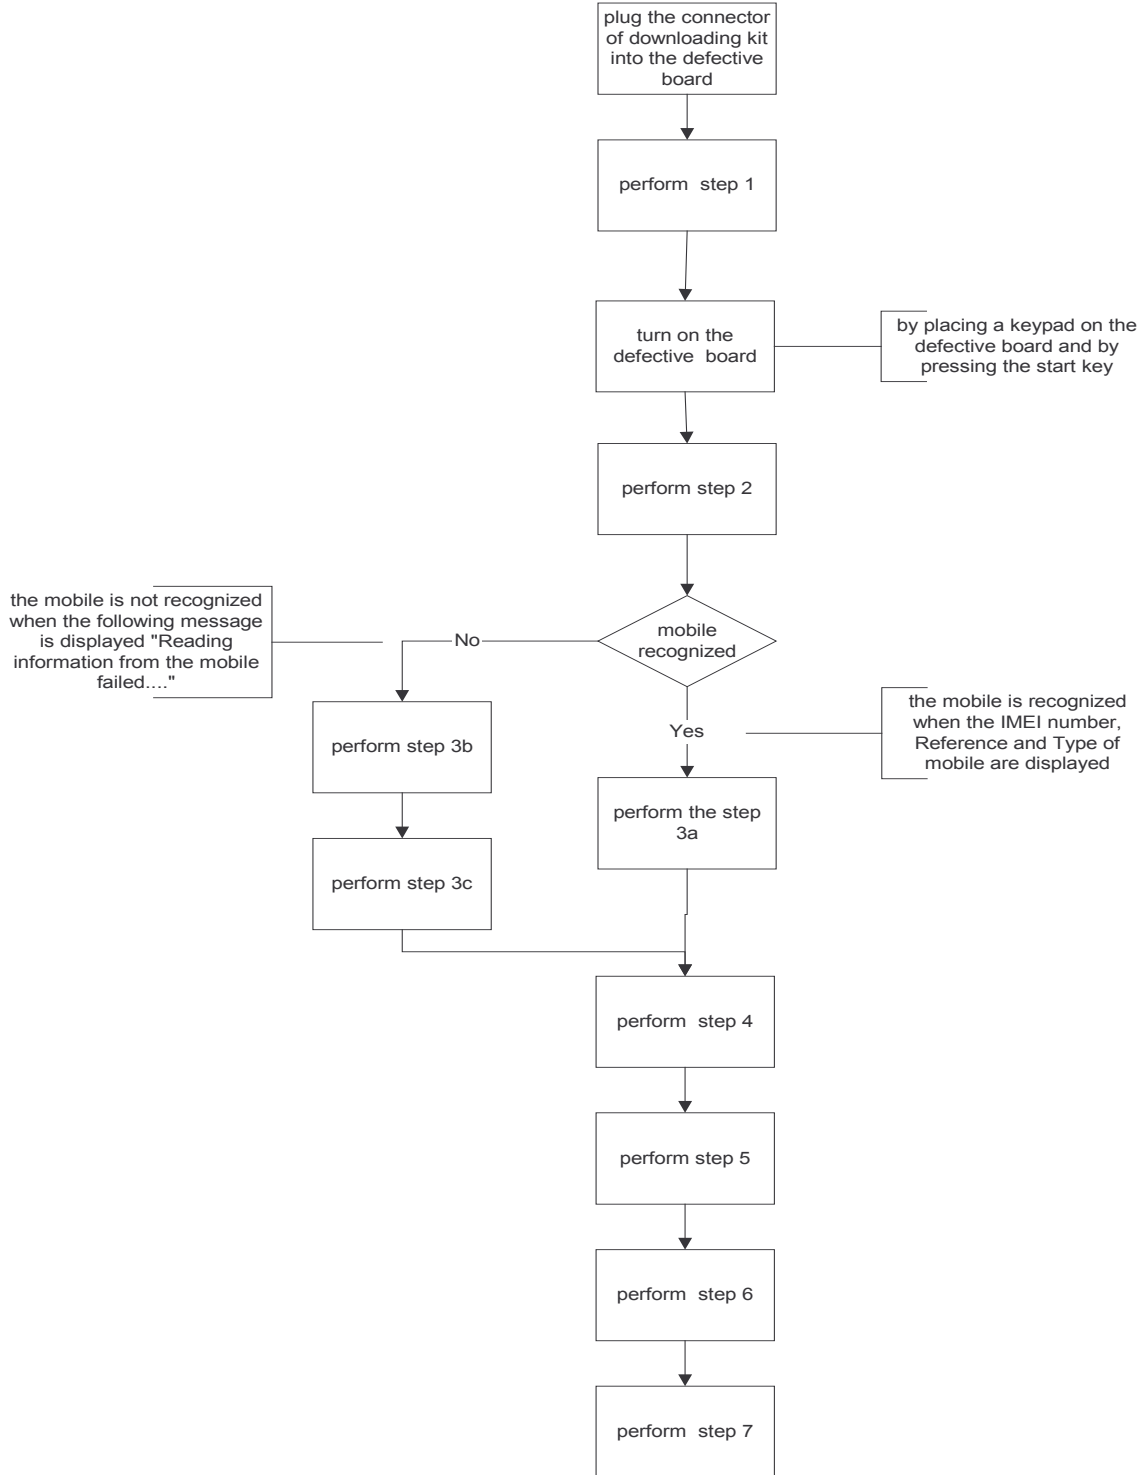 plug the connector
of downloading kit
into the defective
board
perform step 1
turn on the
defective board
by placing a keypad on the
defective board and by
pressing the start key
perform step 2
the mobile is not recognized
when the following message
is displayed "Reading
information from the mobile
failed...."
No
mobile
recognized
Yes
the mobile is recognized
when the IMEI number,
Reference and Type of
mobile are displayed
perform step 3b
perform the step
3a
perform step 3c
perform step 4
perform step 5
perform step 6
perform step 7